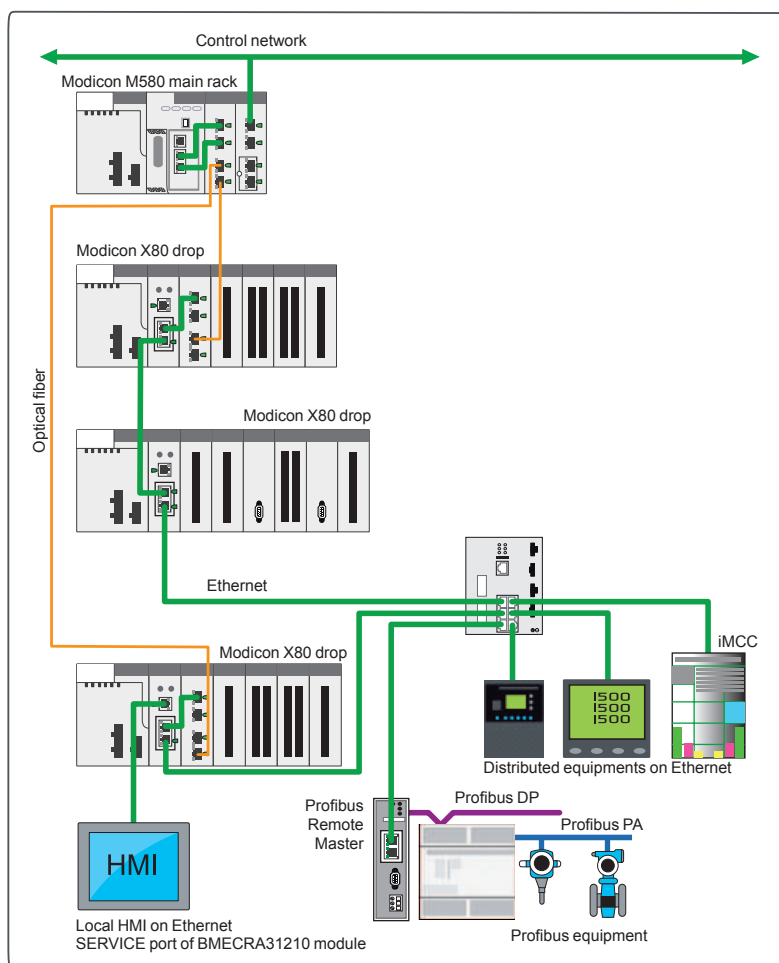 Control network
Modicon M580 main rack
Modicon X80 drop
Optical fiber
Modicon X80 drop
Ethernet
iMCC
Modicon X80 drop
1500
1500
1500
Distributed equipments on Ethernet
Profibus DP
Profibus
Remote
Master
Profibus PA
HMI
Profibus equipment
Local HMI on Ethernet
SERVICE port of BMECRA31210 module